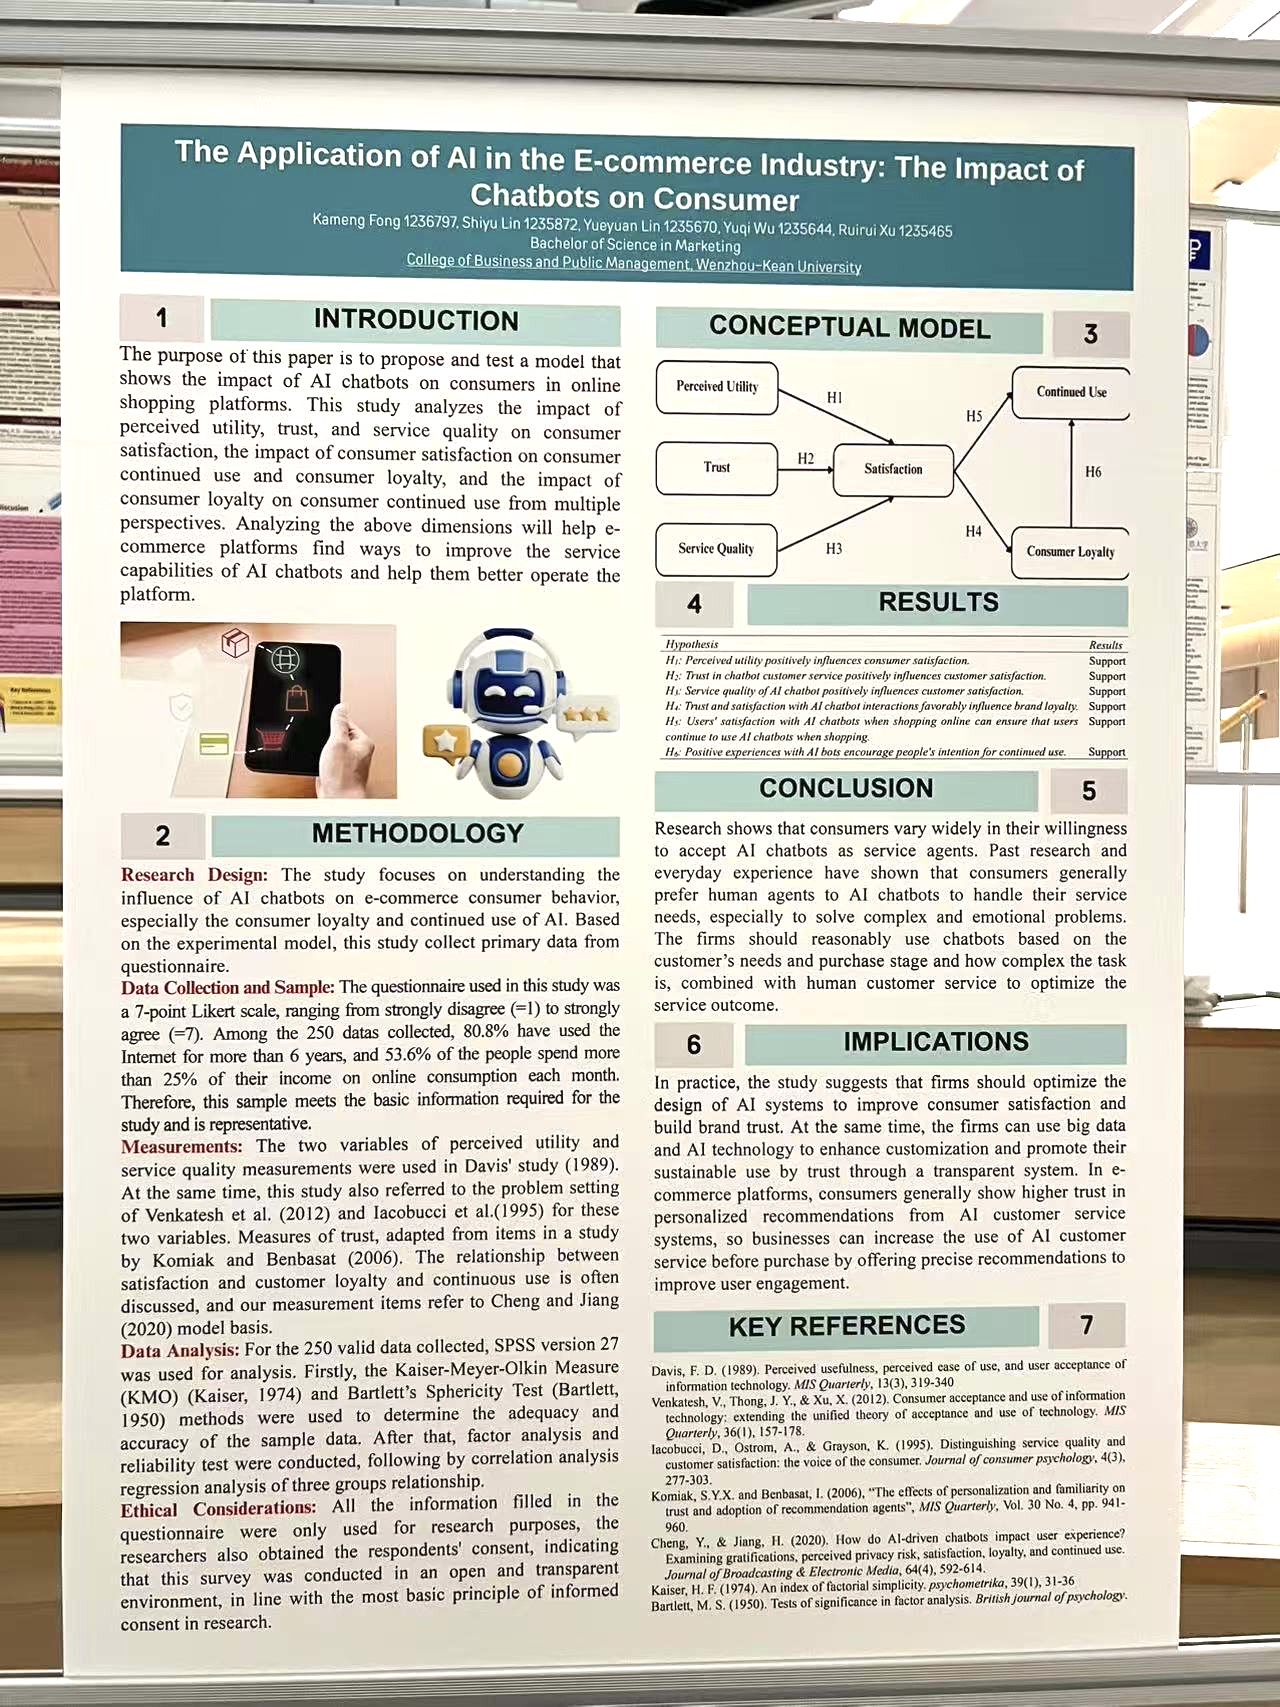 The Application of AI in the E-commerce Industry: The Impact of
Chatbots on Consumer
Kameng Fong 1236797, Shiyu Lin 1235872, Yueyuan Lin 1235670, Yuqi Wu 1235644, Ruirui Xu 1235465
Bachelor of Science in Marketing
College of Business and Public Management, Wenzhou-Kean University
1
INTRODUCTION
The purpose of this paper is to propose and test a model that
shows the impact of AI chatbots on consumers in online
shopping platforms. This study analyzes the impact of
perceived utility, trust, and service quality on consumer
satisfaction, the impact of consumer satisfaction on consumer
continued use and consumer loyalty, and the impact of
consumer loyalty on consumer continued use from multiple
perspectives. Analyzing the above dimensions will help e-
commerce platforms find ways to improve the service
capabilities of AI chatbots and help them better operate the
platform.
2
METHODOLOGY
Research Design: The study focuses on understanding the
influence of AI chatbots on e-commerce consumer behavior,
especially the consumer loyalty and continued use of AI. Based
on the experimental model, this study collect primary data from
questionnaire.
Data Collection and Sample: The questionnaire used in this study was
a 7-point Likert scale, ranging from strongly disagree (=1) to strongly
agree (=7). Among the 250 datas collected, 80.8% have used the
Internet for more than 6 years, and 53.6% of the people spend more
than 25% of their income on online consumption each month.
Therefore, this sample meets the basic information required for the
study and is representative.
Measurements: The two variables of perceived utility and
service quality measurements were used in Davis' study (1989).
At the same time, this study also referred to the problem setting
of Venkatesh et al. (2012) and Iacobucci et al.(1995) for these
two variables. Measures of trust, adapted from items in a study
by Komiak and Benbasat (2006). The relationship between
satisfaction and customer loyalty and continuous use is often
discussed, and our measurement items refer to Cheng and Jiang
(2020) model basis.
Data Analysis: For the 250 valid data collected, SPSS version 27
was used for analysis. Firstly, the Kaiser-Meyer-Olkin Measure
(KMO) (Kaiser, 1974) and Bartlett's Sphericity Test (Bartlett,
1950) methods were used to determine the adequacy and
accuracy of the sample data. After that, factor analysis and
reliability test were conducted, following by correlation analysis
regression analysis of three groups relationship.
Ethical Considerations: All the information filled in the
questionnaire were only used for research purposes, the
researchers also obtained the respondents' consent, indicating
that this survey was conducted in an open and transparent
environment, in line with the most basic principle of informed
consent in research.
CONCEPTUAL MODEL
3
Perceived Utility
H1
Continued Use
H5
Trust
H2
Satisfaction
H6
H4
Service Quality
H3
Consumer Loyalty
4
RESULTS
Hypothesis Results
H₁: Perceived utility positively influences consumer satisfaction. Support
H₂: Trust in chatbot customer service positively influences customer satisfaction. Support
H₃: Service quality of AI chatbot positively influences customer satisfaction. Support
H₄: Trust and satisfaction with AI chatbot interactions favorably influence brand loyalty. Support
H₅: Users' satisfaction with AI chatbots when shopping online can ensure that users Support
continue to use AI chatbots when shopping.
H₆: Positive experiences with AI bots encourage people's intention for continued use. Support
CONCLUSION
5
Research shows that consumers vary widely in their willingness
to accept AI chatbots as service agents. Past research and
everyday experience have shown that consumers generally
prefer human agents to AI chatbots to handle their service
needs, especially to solve complex and emotional problems.
The firms should reasonably use chatbots based on the
customer's needs and purchase stage and how complex the task
is, combined with human customer service to optimize the
service outcome.
6
IMPLICATIONS
In practice, the study suggests that firms should optimize the
design of AI systems to improve consumer satisfaction and
build brand trust. At the same time, the firms can use big data
and AI technology to enhance customization and promote their
sustainable use by trust through a transparent system. In e-
commerce platforms, consumers generally show higher trust in
personalized recommendations from AI customer service
systems, so businesses can increase the use of AI customer
service before purchase by offering precise recommendations to
improve user engagement.
KEY REFERENCES
7
Davis, F. D. (1989). Perceived usefulness, perceived ease of use, and user acceptance of
information technology. MIS Quarterly, 13(3), 319-340
Venkatesh, V., Thong, J. Y., & Xu, X. (2012). Consumer acceptance and use of information
technology: extending the unified theory of acceptance and use of technology. MIS
Quarterly, 36(1), 157-178.
Iacobucci, D., Ostrom, A., & Grayson, K. (1995). Distinguishing service quality and
customer satisfaction: the voice of the consumer. Journal of consumer psychology, 4(3),
277-303.
Komiak, S.Y.X. and Benbasat, I. (2006), "The effects of personalization and familiarity on
trust and adoption of recommendation agents", MIS Quarterly, Vol. 30 No. 4, pp. 941-
960.
Cheng, Y., & Jiang, H. (2020). How do AI-driven chatbots impact user experience?
Examining gratifications, perceived privacy risk, satisfaction, loyalty, and continued use.
Journal of Broadcasting & Electronic Media, 64(4), 592-614.
Kaiser, H. F. (1974). An index of factorial simplicity. psychometrika, 39(1), 31-36
Bartlett, M. S. (1950). Tests of significance in factor analysis. British journal of psychology.
Key References